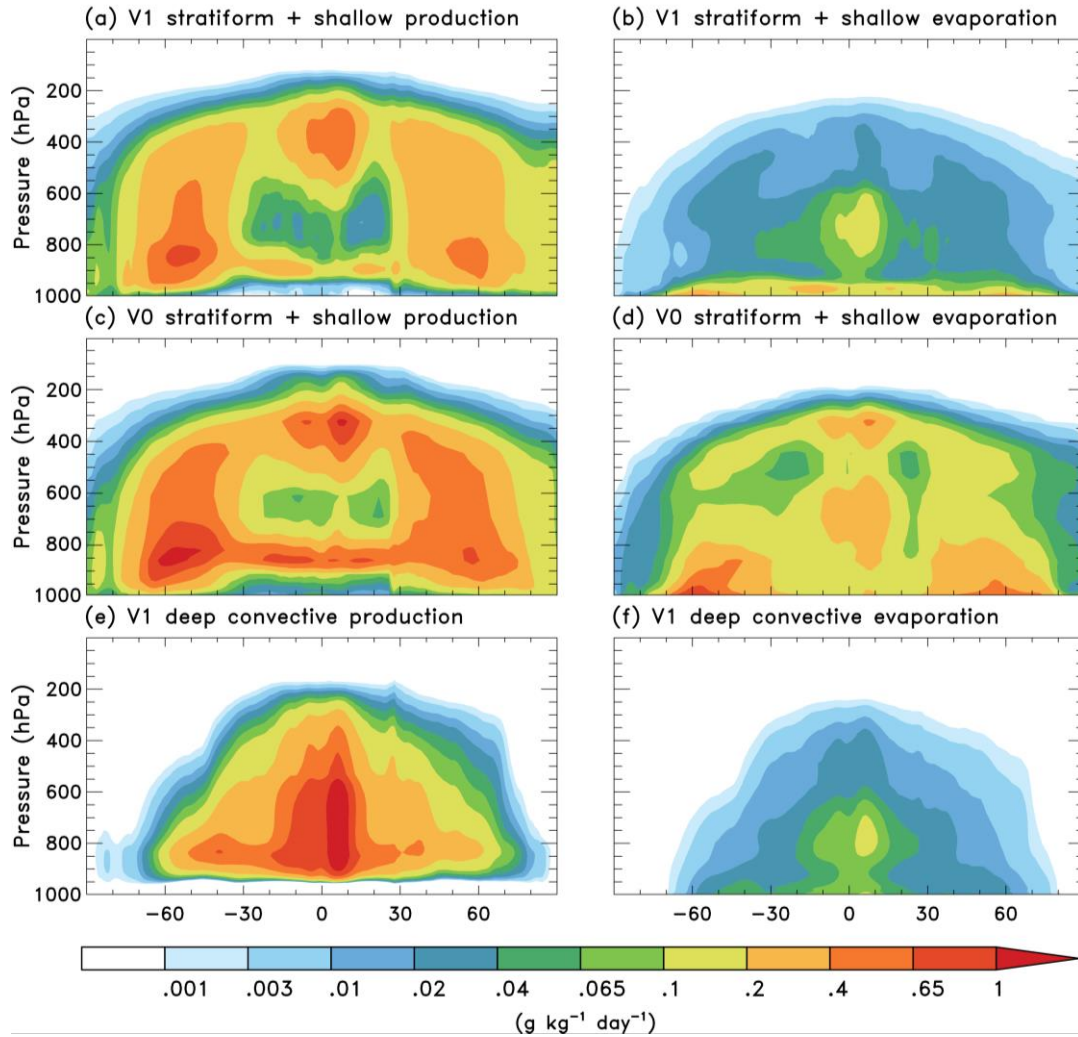 (a) V1 stratiform + shallow production
(b) V1 stratiform + shallow evaporation
Pressure (hPa)
200
400
600
800
1000
(c) V0 stratiform + shallow production
(d) V0 stratiform + shallow evaporation
Pressure (hPa)
200
400
600
800
1000
(e) V1 deep convective production
(f) V1 deep convective evaporation
Pressure (hPa)
200
400
600
800
1000
-60 -30 0 30 60
-60 -30 0 30 60
.001 .003 .01 .02 .04 .065 .1 .2 .4 .65 1
(g kg⁻¹ day⁻¹)